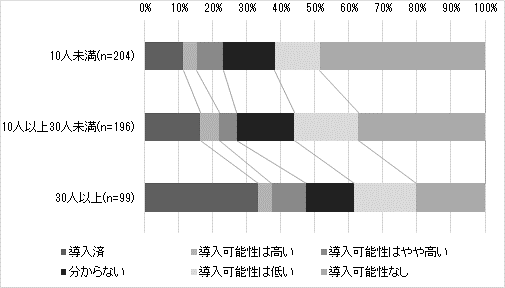 0% 10% 20% 30% 40% 50% 60% 70% 80% 90% 100%
10人未満(n=204)
10人以上30人未満(n=196)
30人以上(n=99)
導入済 導入可能性は高い 導入可能性はやや高い
分からない 導入可能性は低い 導入可能性なし